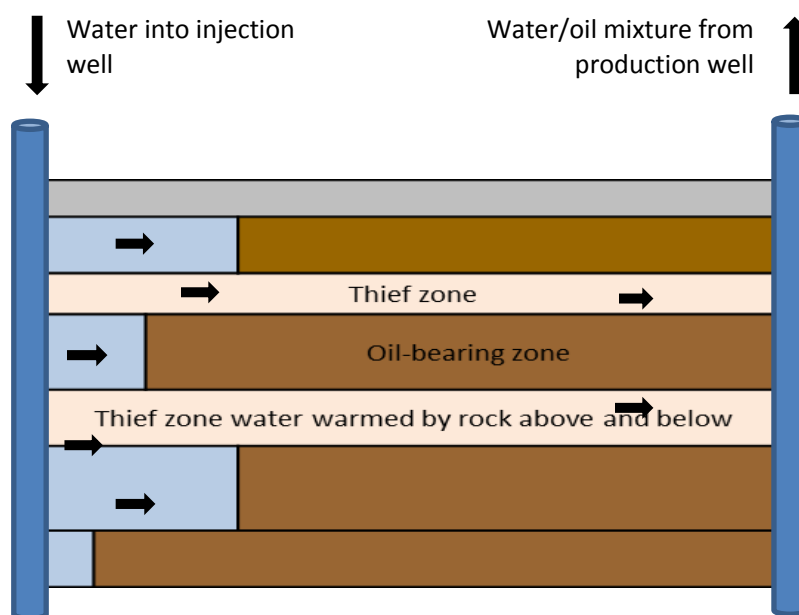 Water into injection
well
Water/oil mixture from
production well
Thief zone
Oil-bearing zone
Thief zone water warmed by rock above and below